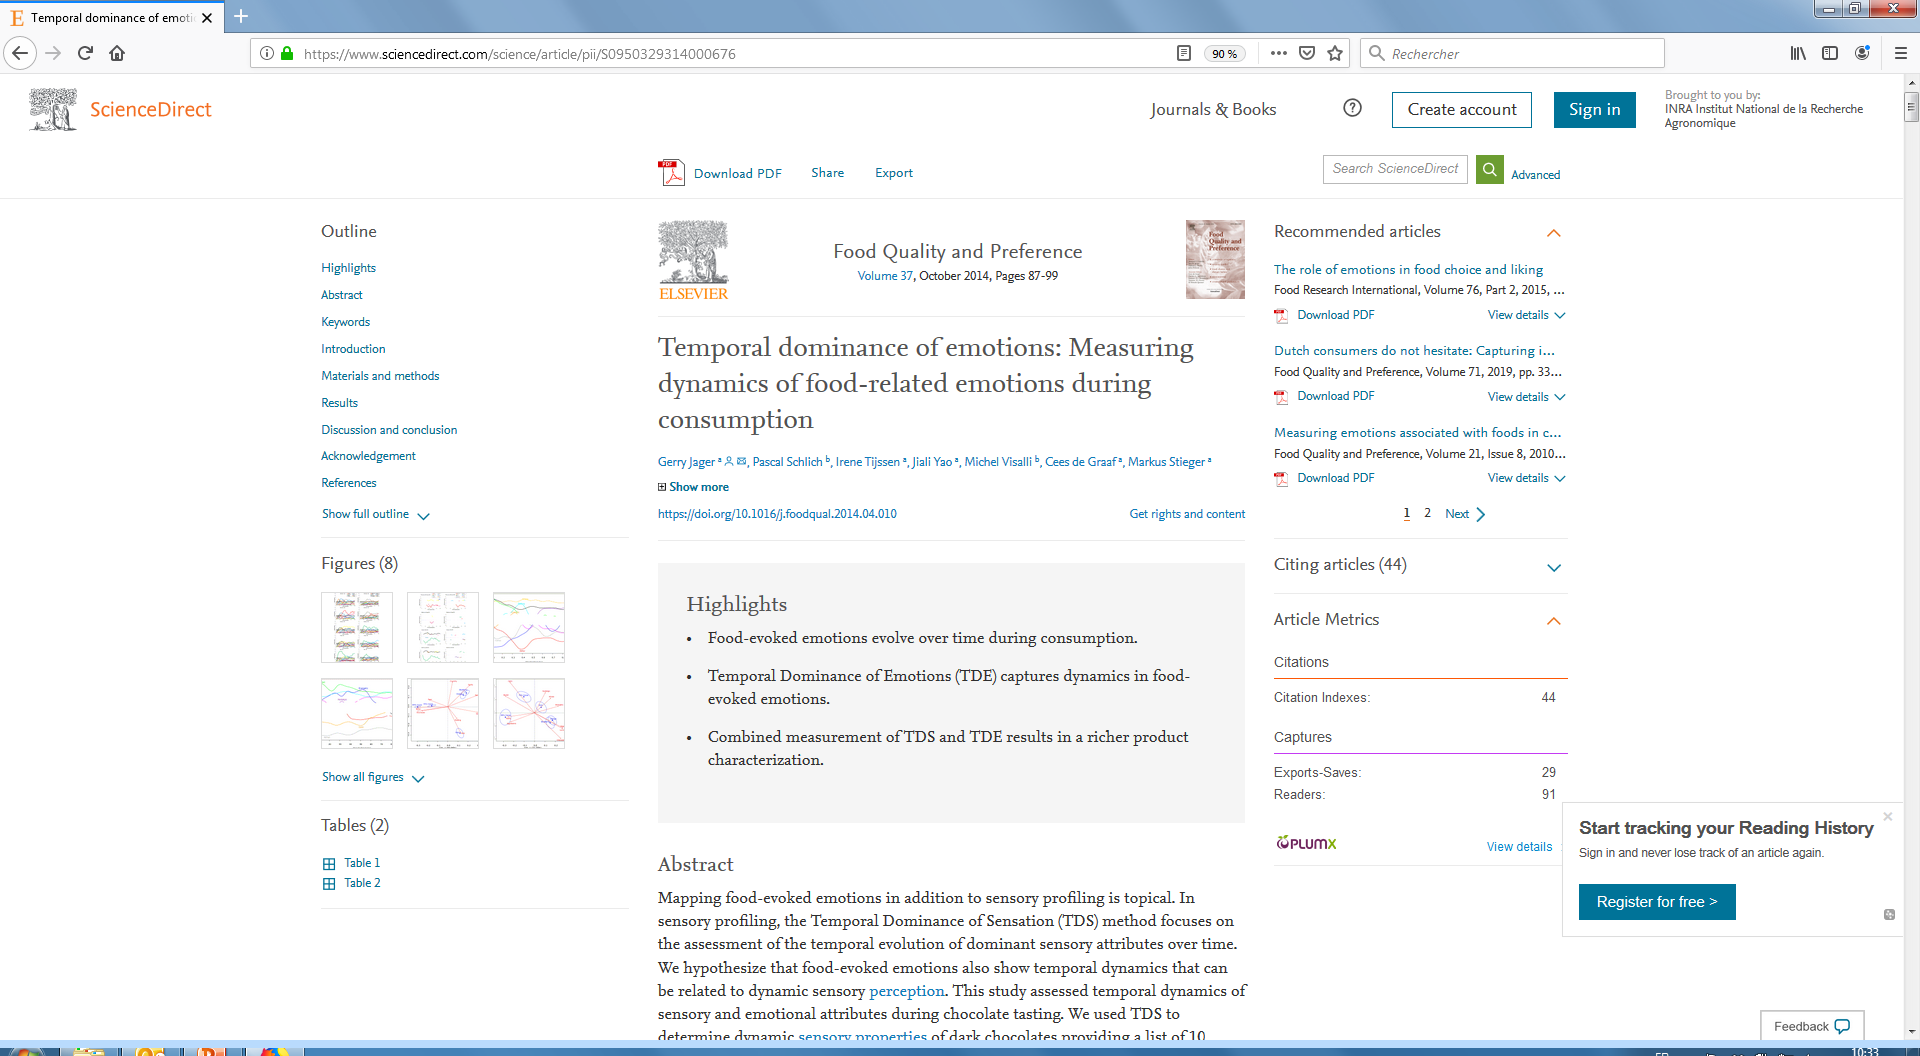 Temporal dominance of emoti
https://www.sciencedirect.com/science/article/pii/S0950329314000676
90 %
Rechercher
ScienceDirect
Journals & Books
Create account
Sign in
Brought to you by:
INRA Institut National de la Recherche
Agronomique
Download PDF
Share
Export
Search ScienceDirect
Advanced
Outline
Highlights
Abstract
Keywords
Introduction
Materials and methods
Results
Discussion and conclusion
Acknowledgement
References
Show full outline
Figures (8)
Show all figures
Tables (2)
Table 1
Table 2
ELSEVIER
Food Quality and Preference
Volume 37, October 2014, Pages 87-99
Food
Quality and
Preference
Temporal dominance of emotions: Measuring
dynamics of food-related emotions during
consumption
Gerry Jager a, Pascal Schlich b, Irene Tijssen a, Jiali Yao a, Michel Visalli b, Cees de Graaf a, Markus Stieger a
Show more
https://doi.org/10.1016/j.foodqual.2014.04.010
Get rights and content
Highlights
• Food-evoked emotions evolve over time during consumption.
• Temporal Dominance of Emotions (TDE) captures dynamics in food-
evoked emotions.
• Combined measurement of TDS and TDE results in a richer product
characterization.
Abstract
Mapping food-evoked emotions in addition to sensory profiling is topical. In
sensory profiling, the Temporal Dominance of Sensation (TDS) method focuses on
the assessment of the temporal evolution of dominant sensory attributes over time.
We hypothesize that food-evoked emotions also show temporal dynamics that can
be related to dynamic sensory perception. This study assessed temporal dynamics of
sensory and emotional attributes during chocolate tasting. We used TDS to
determine dynamic sensory properties of dark chocolates providing a list of 10
Recommended articles
The role of emotions in food choice and liking
Food Research International, Volume 76, Part 2, 2015, ...
Download PDF
View details
Dutch consumers do not hesitate: Capturing i...
Food Quality and Preference, Volume 71, 2019, pp. 33...
Download PDF
View details
Measuring emotions associated with foods in c...
Food Quality and Preference, Volume 21, Issue 8, 2010...
Download PDF
View details
1 2 Next
Citing articles (44)
Article Metrics
Citations
Citation Indexes: 44
Captures
Exports-Saves: 29
Readers: 91
PLUMX
View details
Start tracking your Reading History
Sign in and never lose track of an article again.
Register for free >
Feedback
FR
10:33